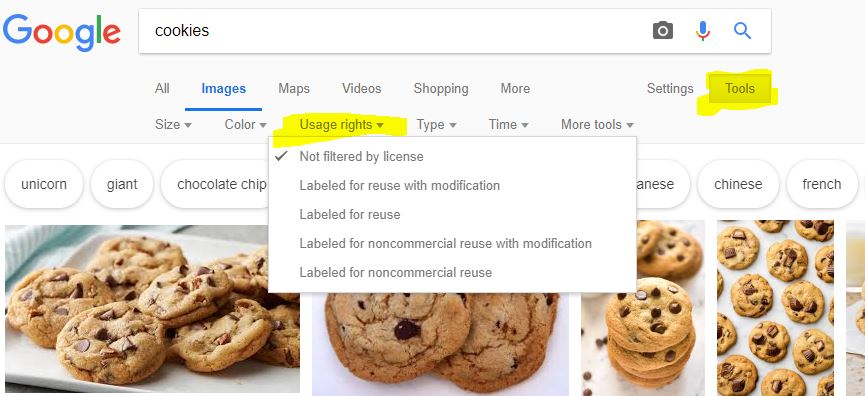 Google cookies
All Images Maps Videos Shopping More Settings Tools
Size Color Usage rights Type Time More tools
Not filtered by license
unicorn giant chocolate chip anese chinese french
Labeled for reuse with modification
Labeled for reuse
Labeled for noncommercial reuse with modification
Labeled for noncommercial reuse